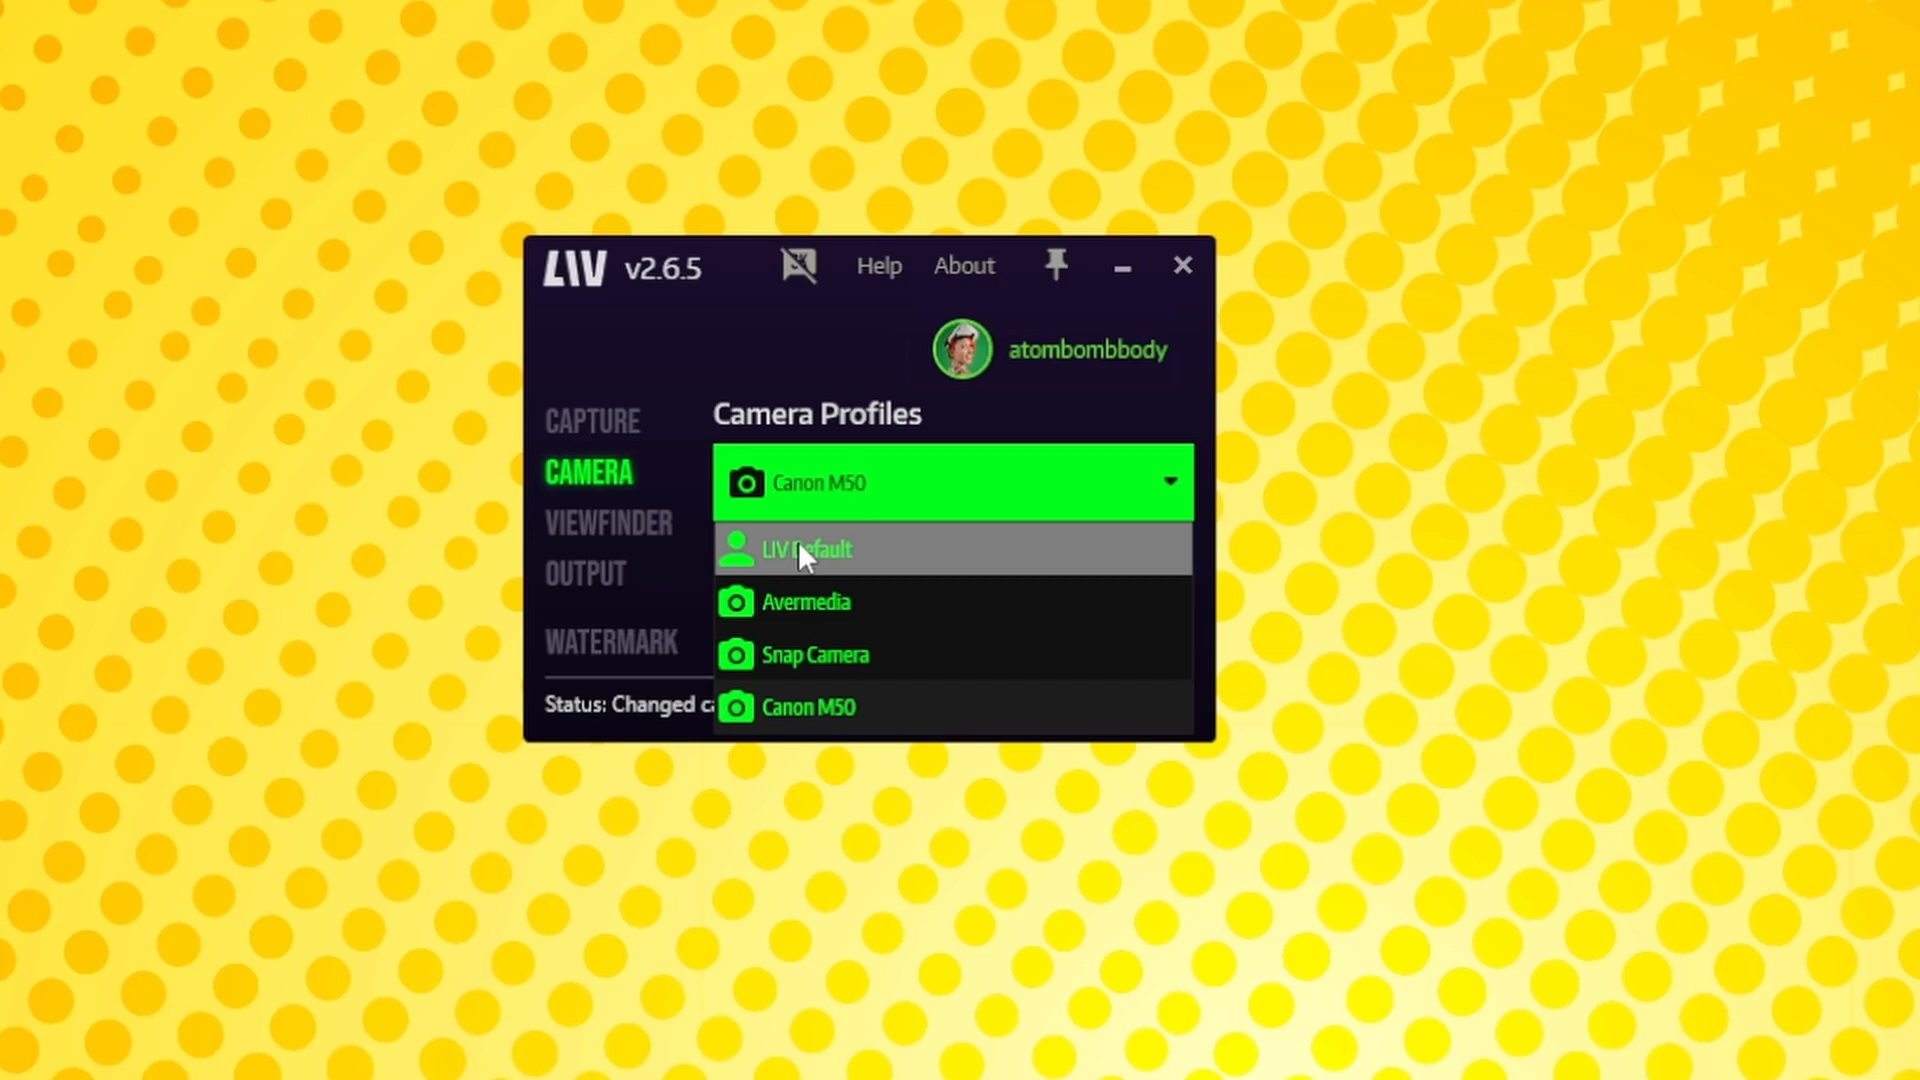 LIV v2.6.5 Help About
atombombbody
CAPTURE
CAMERA
VIEWFINDER
OUTPUT
WATERMARK
Status: Changed ca
Camera Profiles
Canon M50
LIV Default
Avermedia
Snap Camera
Canon M50